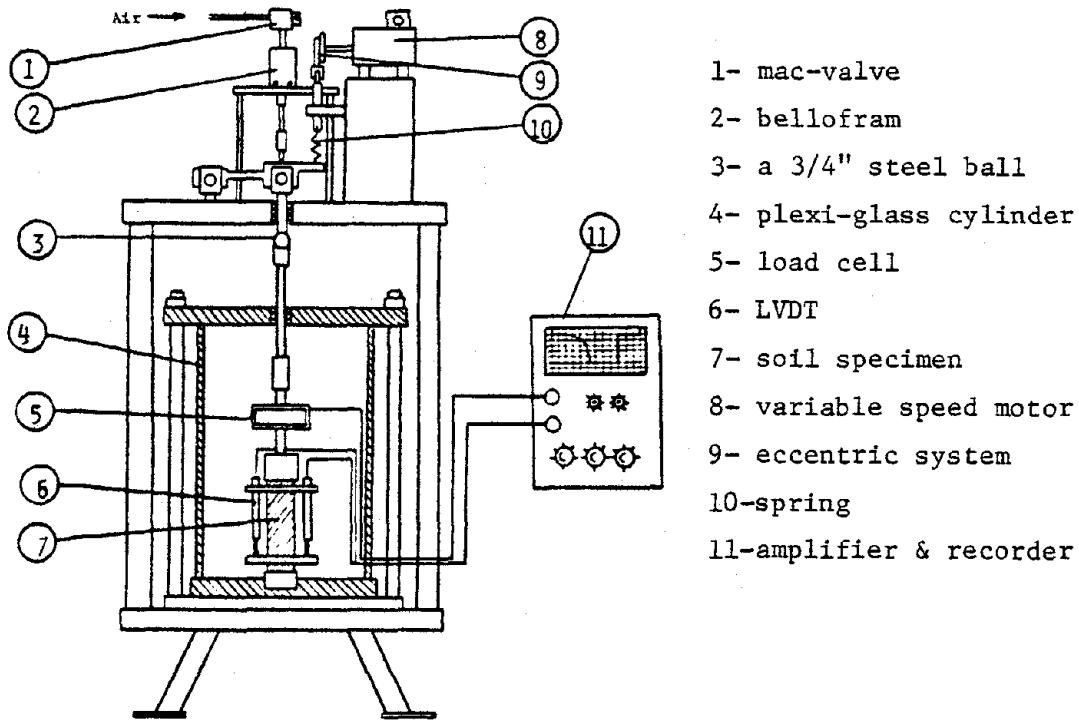 Air
1
2
3
4
5
6
7
8
9
10
11
1- mac-valve
2- bellofram
3- a 3/4" steel ball
4- plexi-glass cylinder
5- load cell
6- LVDT
7- soil specimen
8- variable speed motor
9- eccentric system
10-spring
11-amplifier & recorder